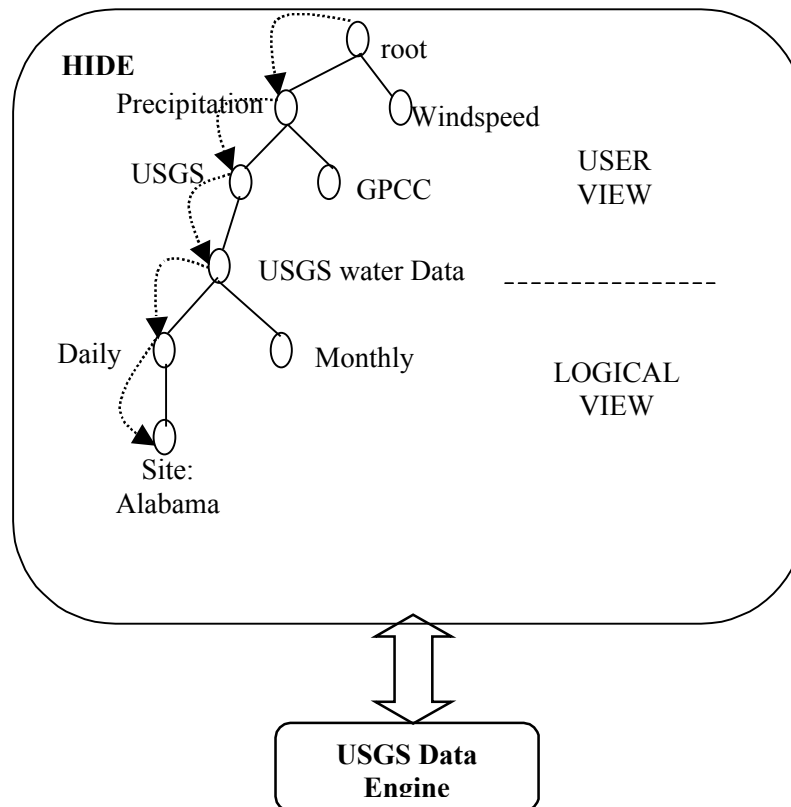 root
HIDE
Precipitation
Windspeed
USGS
GPCC
USER
VIEW
USGS water Data
Daily
Monthly
LOGICAL
VIEW
Site:
Alabama
USGS Data
Engine